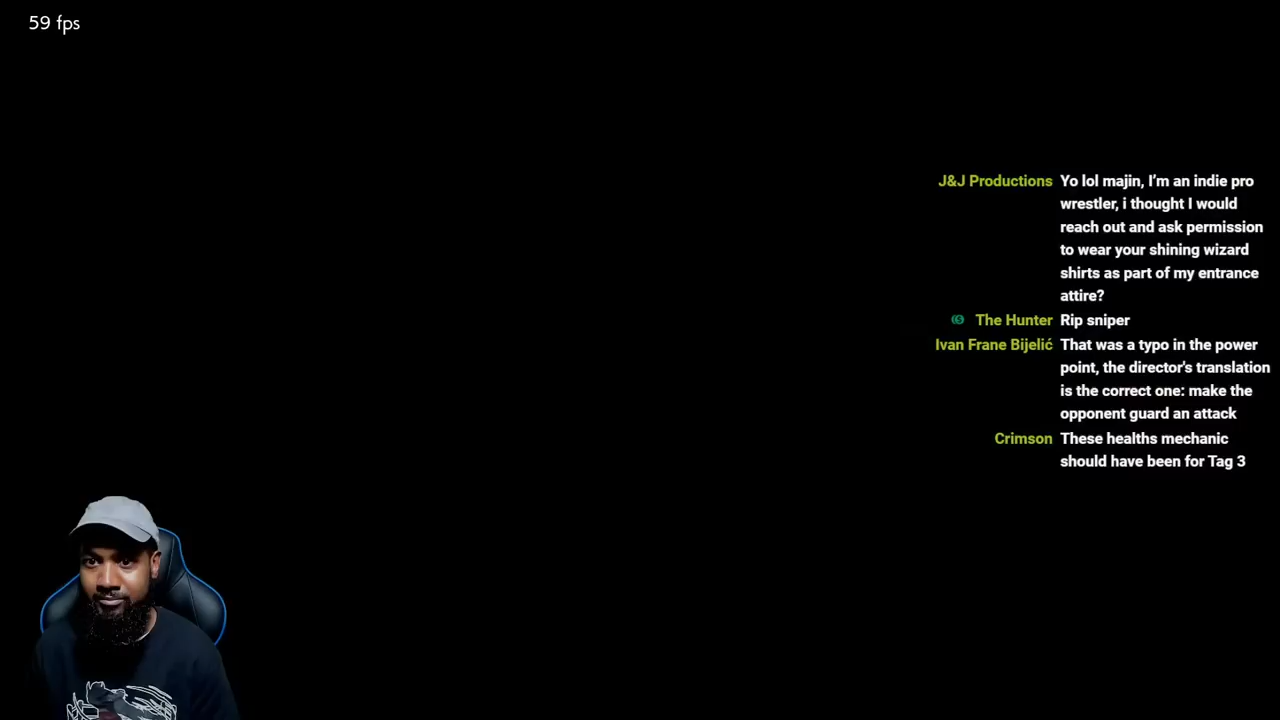 59 fps
J&J Productions Yo lol majin, I'm an indie pro
wrestler, i thought I would
reach out and ask permission
to wear your shining wizard
shirts as part of my entrance
attire?
The Hunter Rip sniper
Ivan Frane Bijelić That was a typo in the power
point, the director's translation
is the correct one: make the
opponent guard an attack
Crimson These healths mechanic
should have been for Tag 3